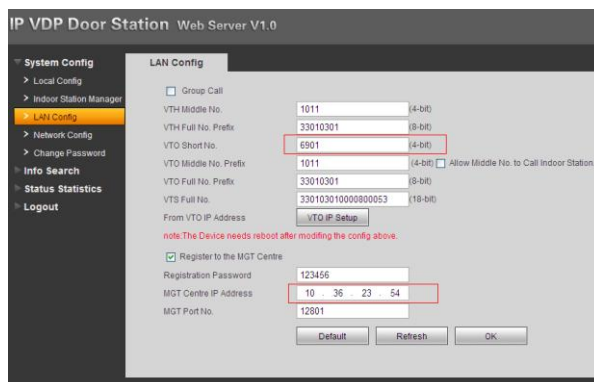 IP VDP Door Station Web Server V1.0
System Config
> Local Config
> Indoor Station Manager
> LAN Config
> Network Config
> Change Password
Info Search
Status Statistics
Logout
LAN Config
Group Call
VTH Middle No. 1011 (4-bit)
VTH Full No. Prefix 33010301 (8-bit)
VTO Short No. 6901 (4-bit)
VTO Middle No. Prefix 1011 (4-bit) Allow Middle No. to Call Indoor Station
VTO Full No. Prefix 33010301 (8-bit)
VTS Full No. 330103010000800053 (18-bit)
From VTO IP Address VTO IP Setup
note:The Device needs reboot after modifing the config above.
Register to the MGT Centre
Registration Password 123456
MGT Centre IP Address 10 . 36 . 23 . 54
MGT Port No. 12801
Default Refresh OK